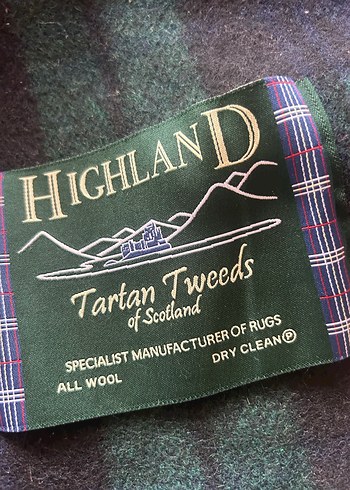 HIGHLAND
Tartan Tweeds
of Scotland
SPECIALIST MANUFACTURER OF RUGS
ALL WOOL DRY CLEAN Ⓟ